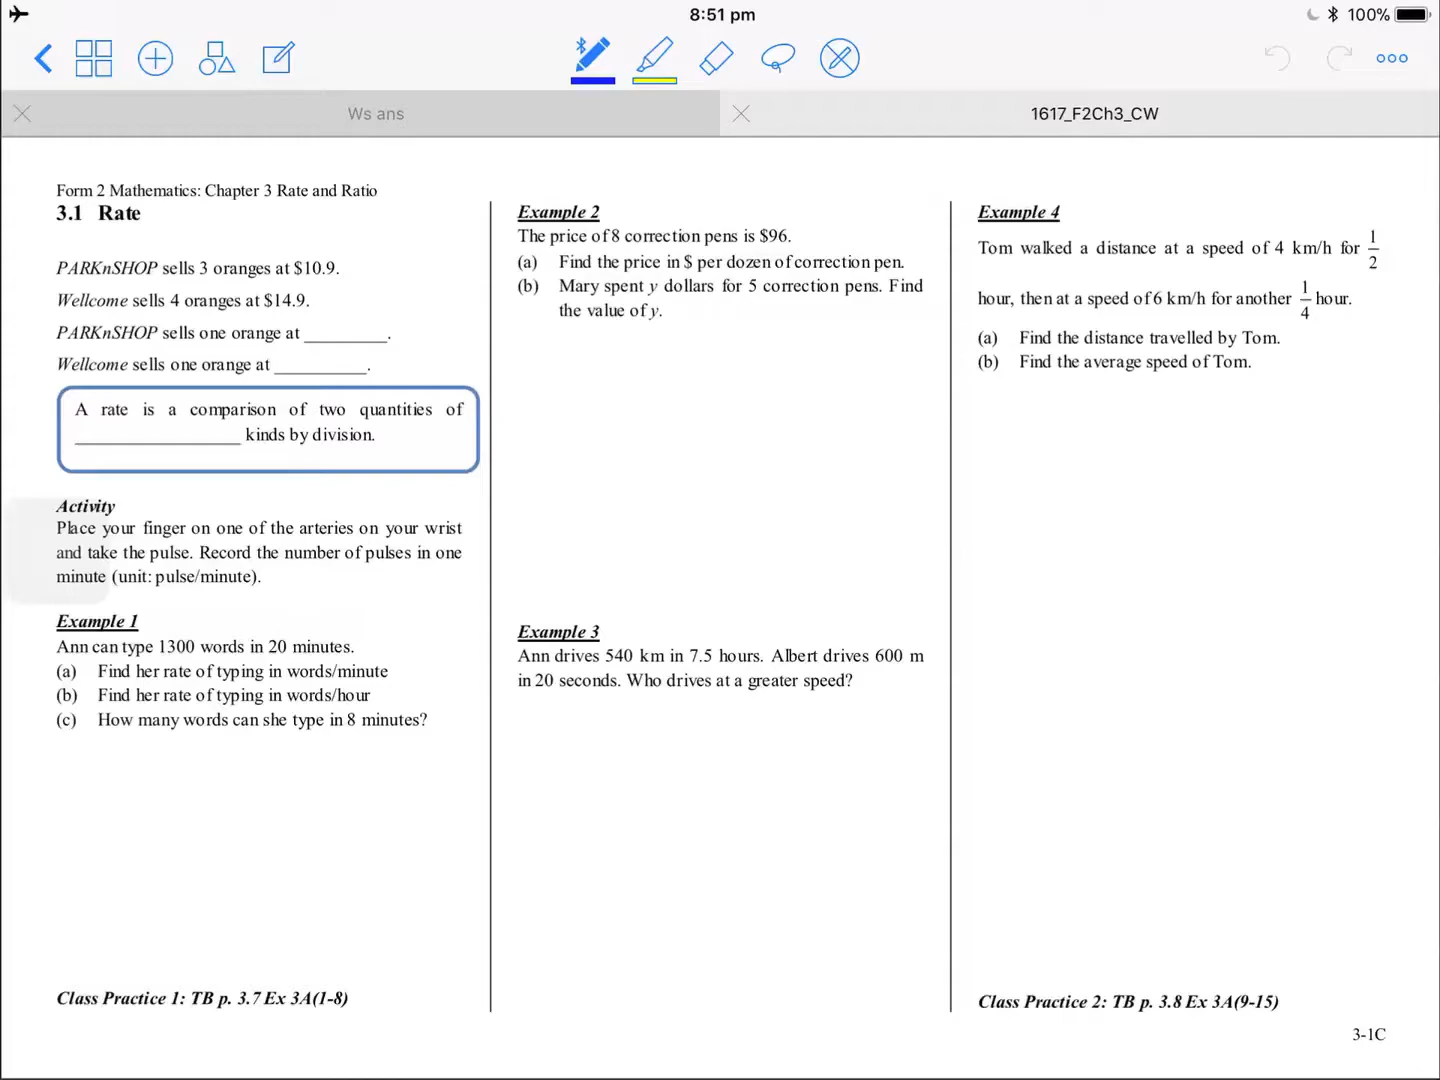 8:51 pm
100%
Ws ans
1617_F2Ch3_CW
Form 2 Mathematics: Chapter 3 Rate and Ratio
3.1 Rate
PARKnSHOP sells 3 oranges at $10.9.
Wellcome sells 4 oranges at $14.9.
PARKnSHOP sells one orange at _________.
Wellcome sells one orange at __________.
A rate is a comparison of two quantities of
__________________ kinds by division.
Activity
Place your finger on one of the arteries on your wrist
and take the pulse. Record the number of pulses in one
minute (unit: pulse/minute).
Example 1
Ann can type 1300 words in 20 minutes.
(a) Find her rate of typing in words/minute
(b) Find her rate of typing in words/hour
(c) How many words can she type in 8 minutes?
Class Practice 1: TB p. 3.7 Ex 3A(1-8)
Example 2
The price of 8 correction pens is $96.
(a) Find the price in $ per dozen of correction pen.
(b) Mary spent y dollars for 5 correction pens. Find
the value of y.
Example 3
Ann drives 540 km in 7.5 hours. Albert drives 600 m
in 20 seconds. Who drives at a greater speed?
Example 4
Tom walked a distance at a speed of 4 km/h for 1/2
hour, then at a speed of 6 km/h for another 1/4 hour.
(a) Find the distance travelled by Tom.
(b) Find the average speed of Tom.
Class Practice 2: TB p. 3.8 Ex 3A(9-15)
3-1C